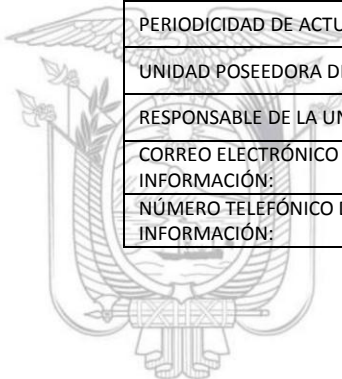 PERIODICIDAD DE ACTU
UNIDAD POSEEDORA D
RESPONSABLE DE LA UN
CORREO ELECTRÓNICO
INFORMACIÓN:
NÚMERO TELEFÓNICO
INFORMACIÓN: